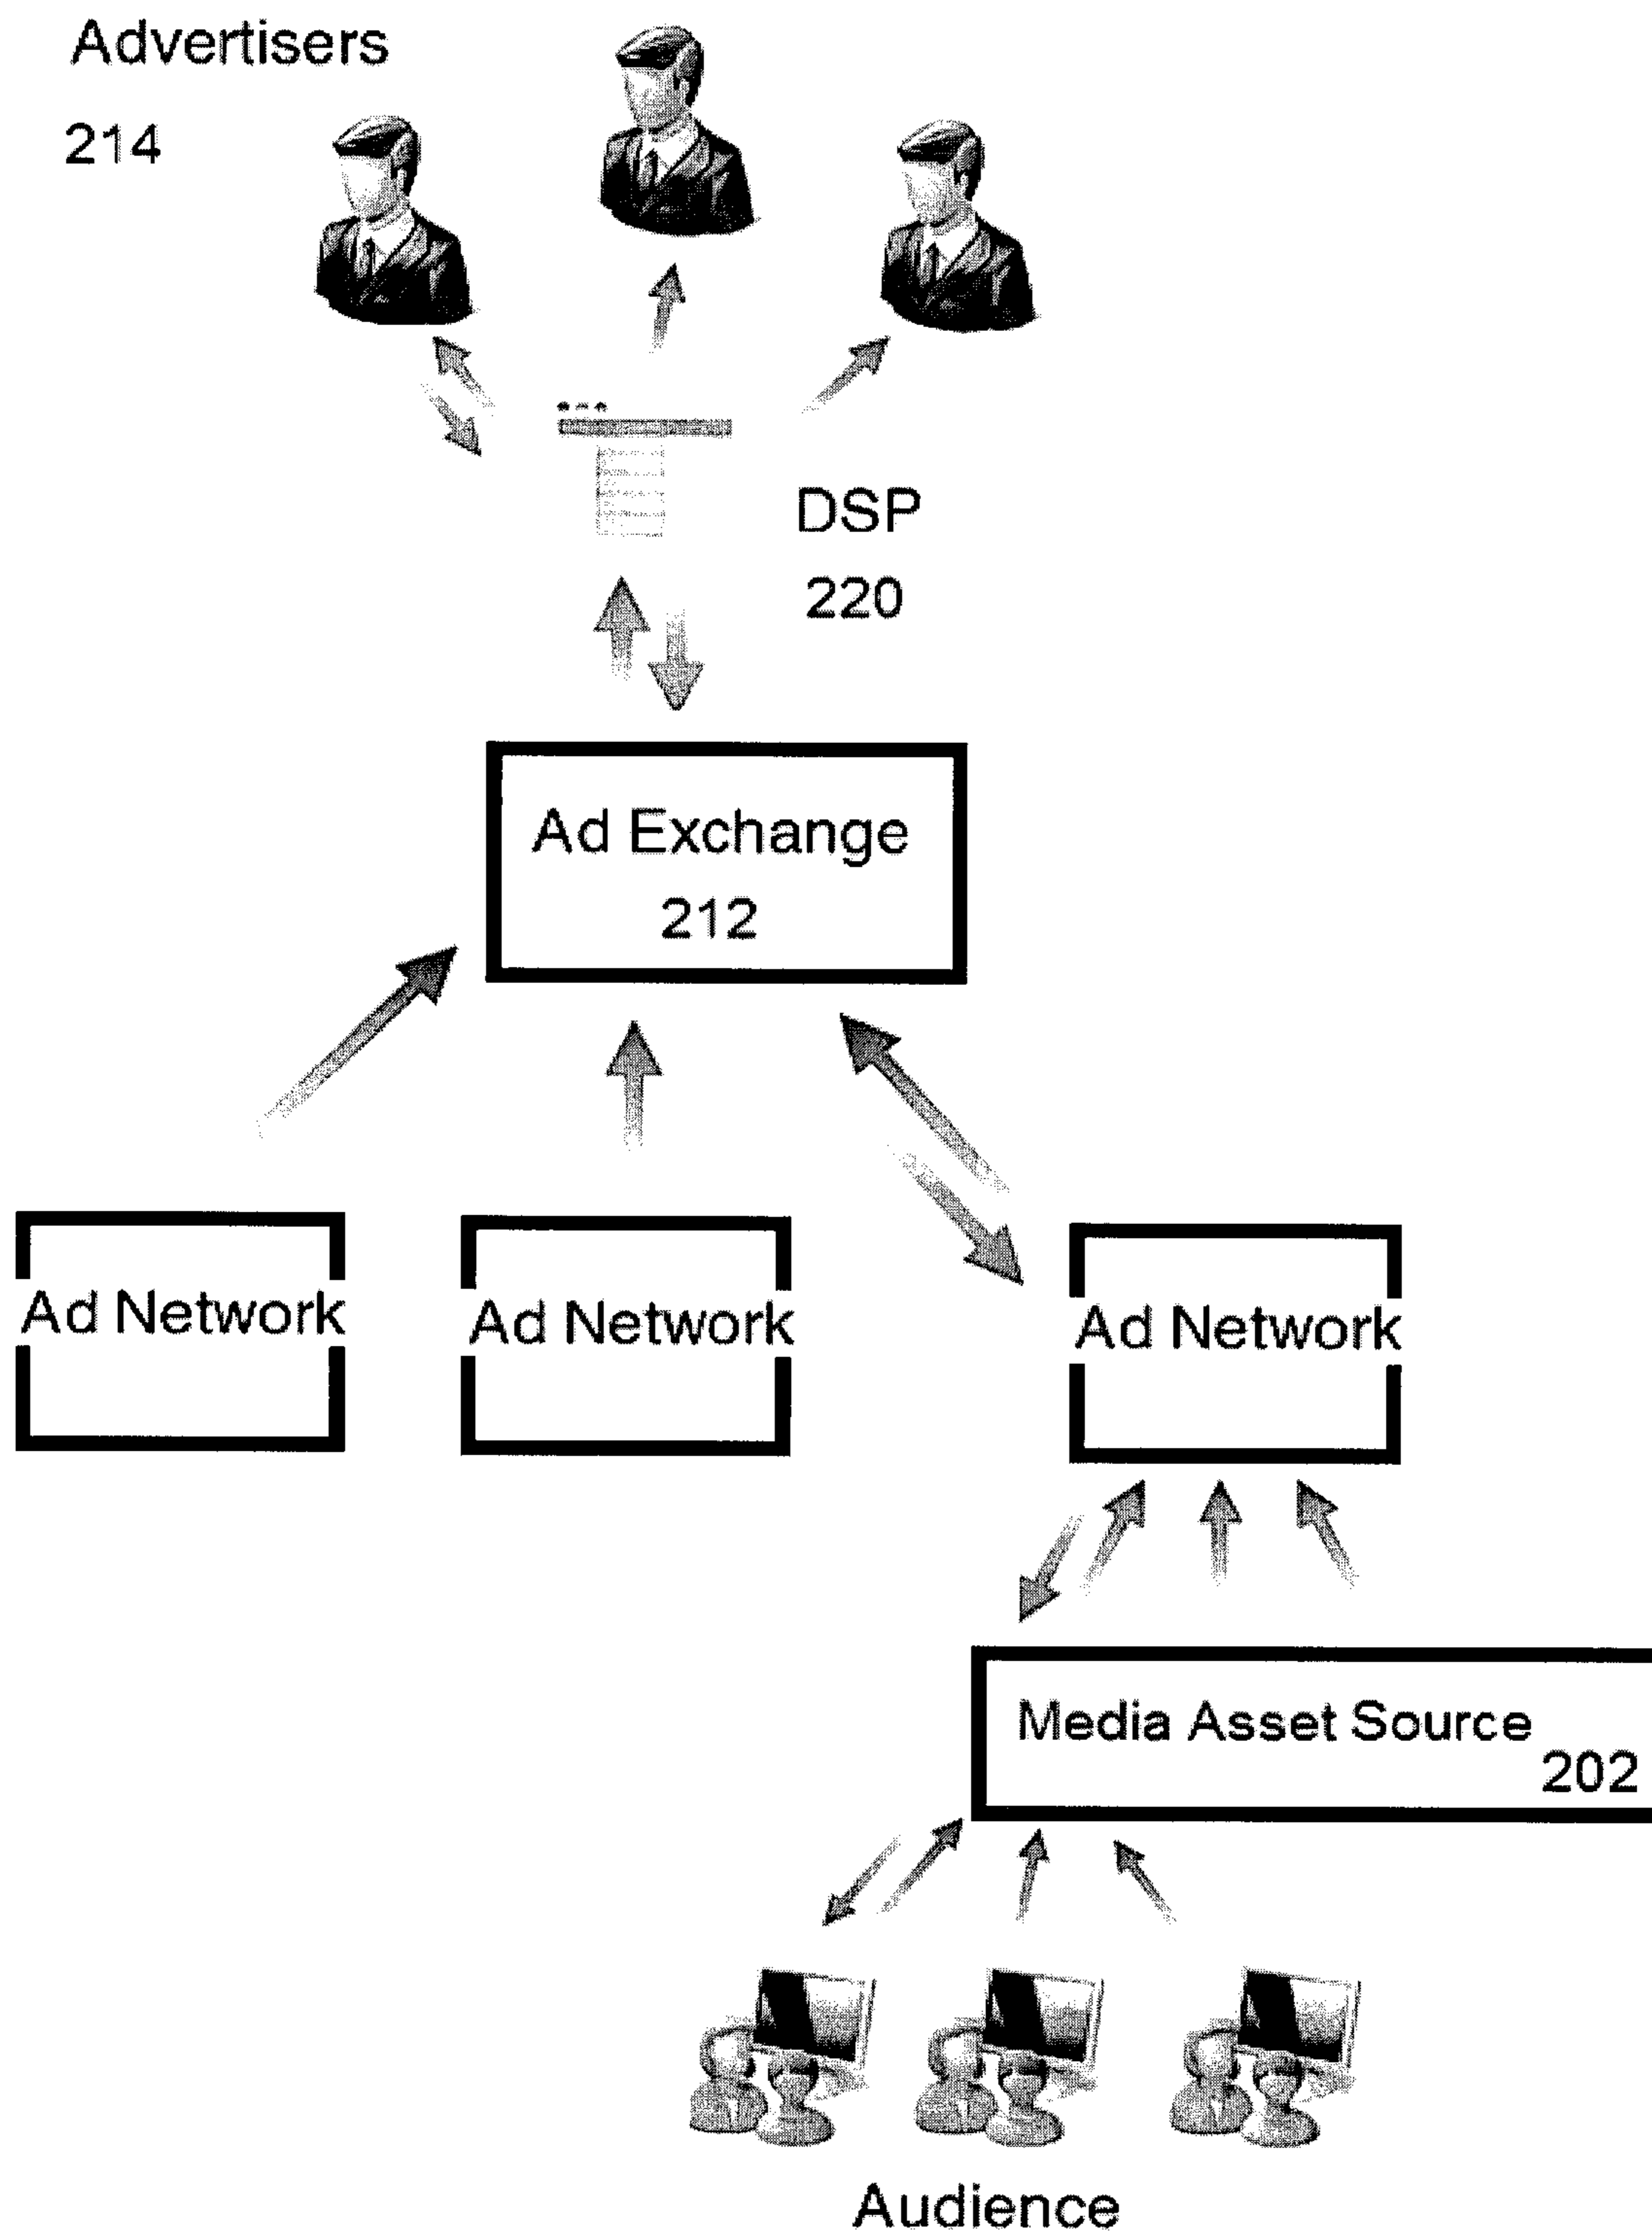 Advertisers
214
DSP
220
Ad Exchange
212
Ad Network
Ad Network
Ad Network
Media Asset Source
202
Audience